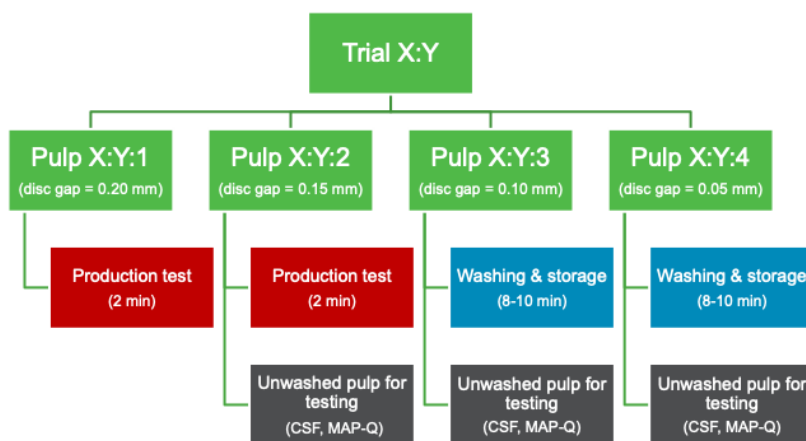 Trial X:Y
Pulp X:Y:1
(disc gap = 0.20 mm)
Pulp X:Y:2
(disc gap = 0.15 mm)
Pulp X:Y:3
(disc gap = 0.10 mm)
Pulp X:Y:4
(disc gap = 0.05 mm)
Production test
(2 min)
Production test
(2 min)
Washing & storage
(8-10 min)
Washing & storage
(8-10 min)
Unwashed pulp for
testing
(CSF, MAP-Q)
Unwashed pulp for
testing
(CSF, MAP-Q)
Unwashed pulp for
testing
(CSF, MAP-Q)